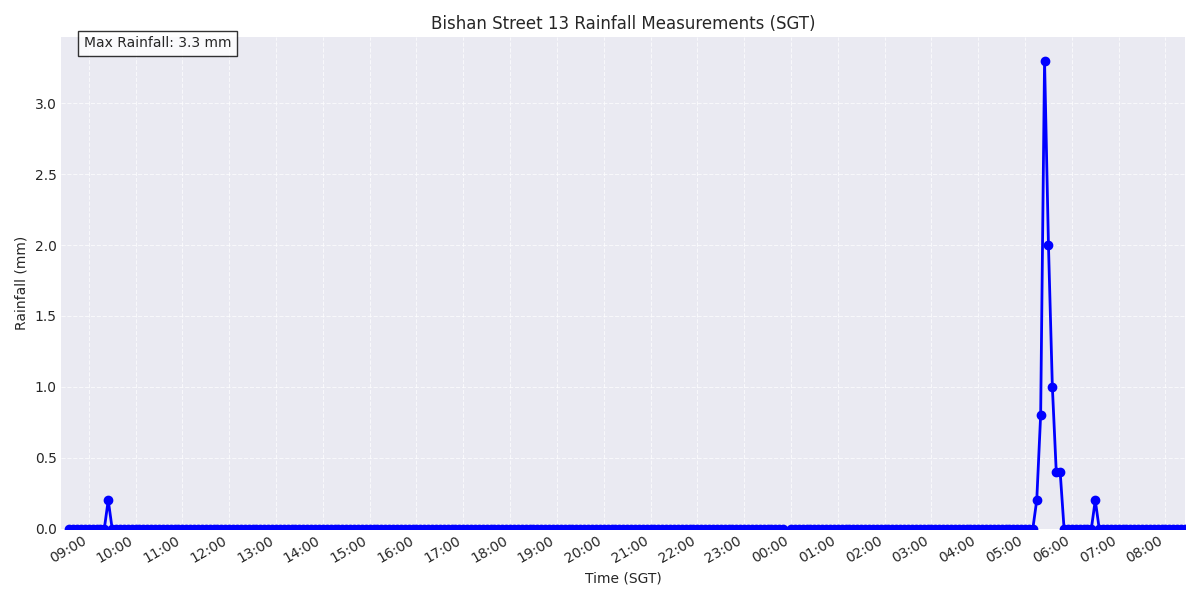 Bishan Street 13 Rainfall Measurements (SGT)
Max Rainfall: 3.3 mm
Rainfall (mm)
3.0
2.5
2.0
1.5
1.0
0.5
0.0
09:00 10:00 11:00 12:00 13:00 14:00 15:00 16:00 17:00 18:00 19:00 20:00 21:00 22:00 23:00 00:00 01:00 02:00 03:00 04:00 05:00 06:00 07:00 08:00
Time (SGT)